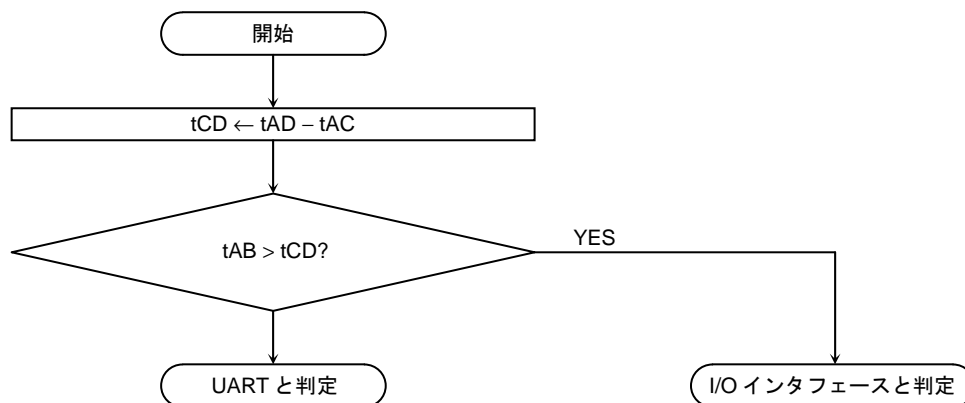 開始
tCD ← tAD − tAC
tAB > tCD?
YES
UART と判定
I/O インタフェースと判定